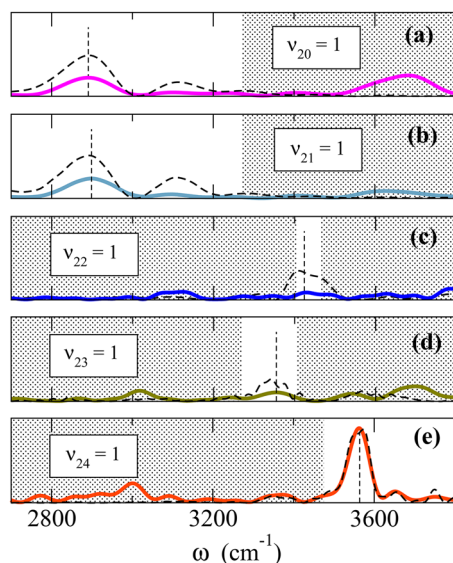 (a)
ν20 = 1
(b)
ν21 = 1
(c)
ν22 = 1
(d)
ν23 = 1
(e)
ν24 = 1
2800 3200 3600
ω (cm-1)